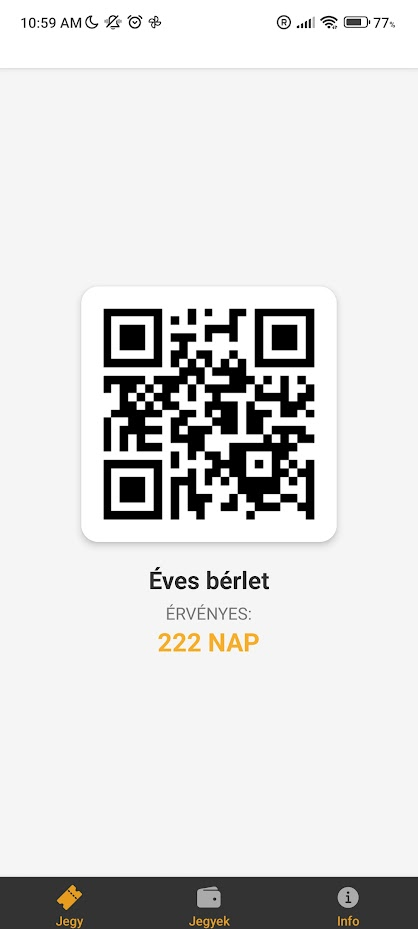 10:59 AM
77%
Éves bérlet
ÉRVÉNYES:
222 NAP
Jegy
Jegyek
Info